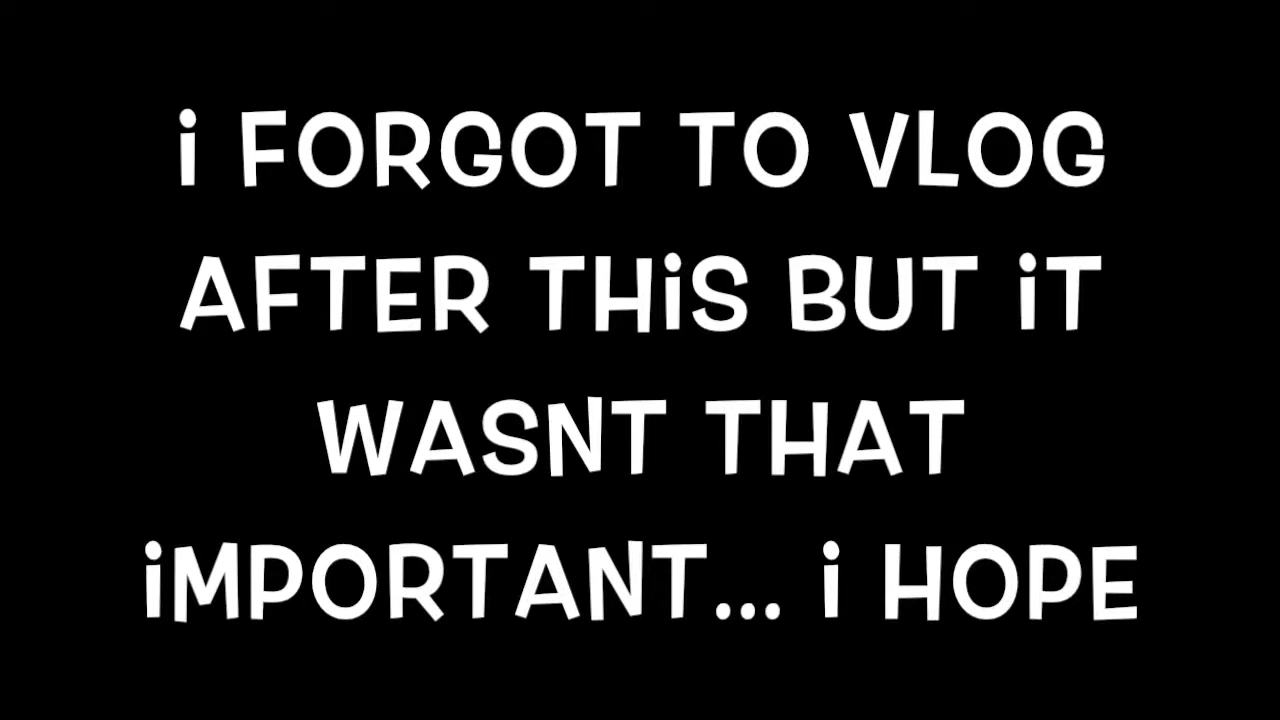 i FORGOT TO VLOG
AFTER THiS BUT iT
WASNT THAT
iMPORTANT... i HOPE